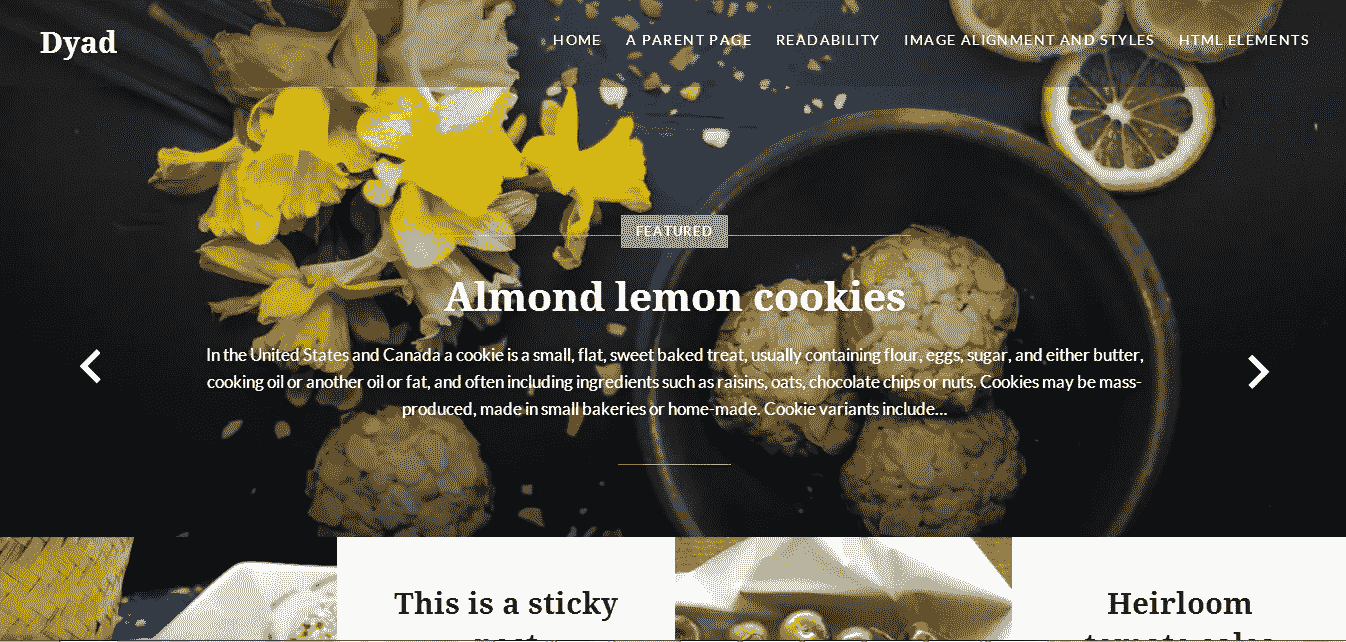 Dyad
HOME A PARENT PAGE READABILITY IMAGE ALIGNMENT AND STYLES HTML ELEMENTS
FEATURED
Almond lemon cookies
In the United States and Canada a cookie is a small, flat, sweet baked treat, usually containing flour, eggs, sugar, and either butter,
cooking oil or another oil or fat, and often including ingredients such as raisins, oats, chocolate chips or nuts. Cookies may be mass-
produced, made in small bakeries or home-made. Cookie variants include...
This is a sticky
Heirloom